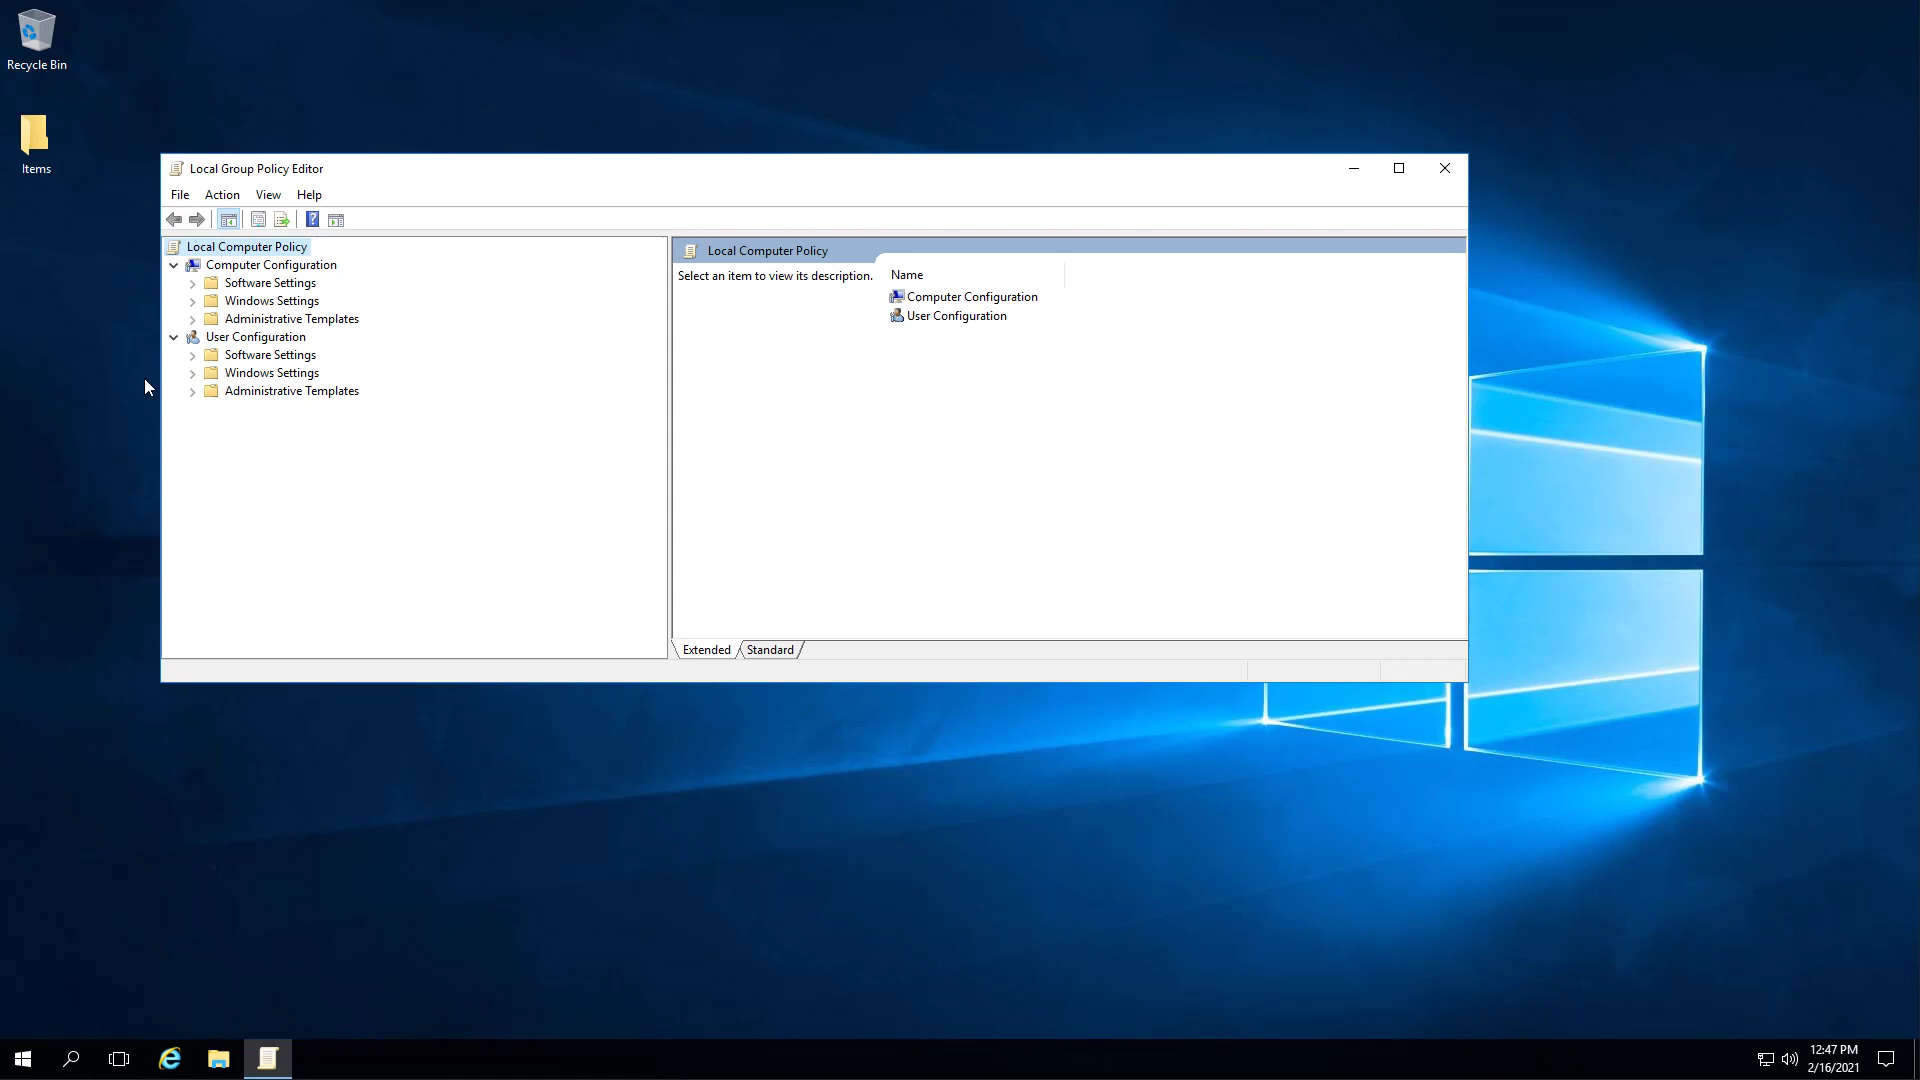 Recycle Bin
Items
Local Group Policy Editor
File Action View Help
Local Computer Policy
Computer Configuration
Software Settings
Windows Settings
Administrative Templates
User Configuration
Software Settings
Windows Settings
Administrative Templates
Local Computer Policy
Select an item to view its description.
Name
Computer Configuration
User Configuration
Extended Standard
12:47 PM
2/16/2021